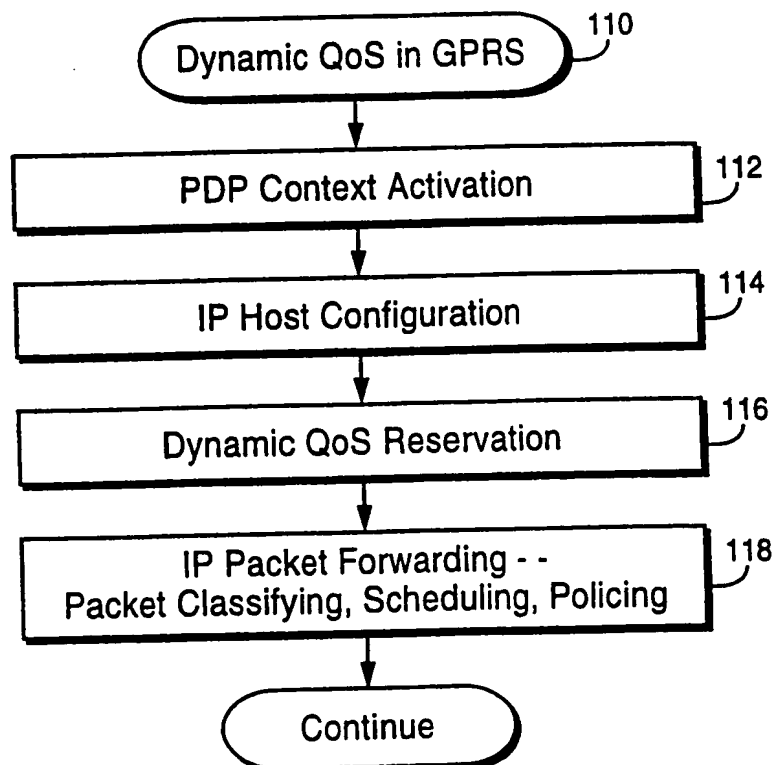 Dynamic QoS in GPRS
110
PDP Context Activation
112
IP Host Configuration
114
Dynamic QoS Reservation
116
IP Packet Forwarding - -
Packet Classifying, Scheduling, Policing
118
Continue